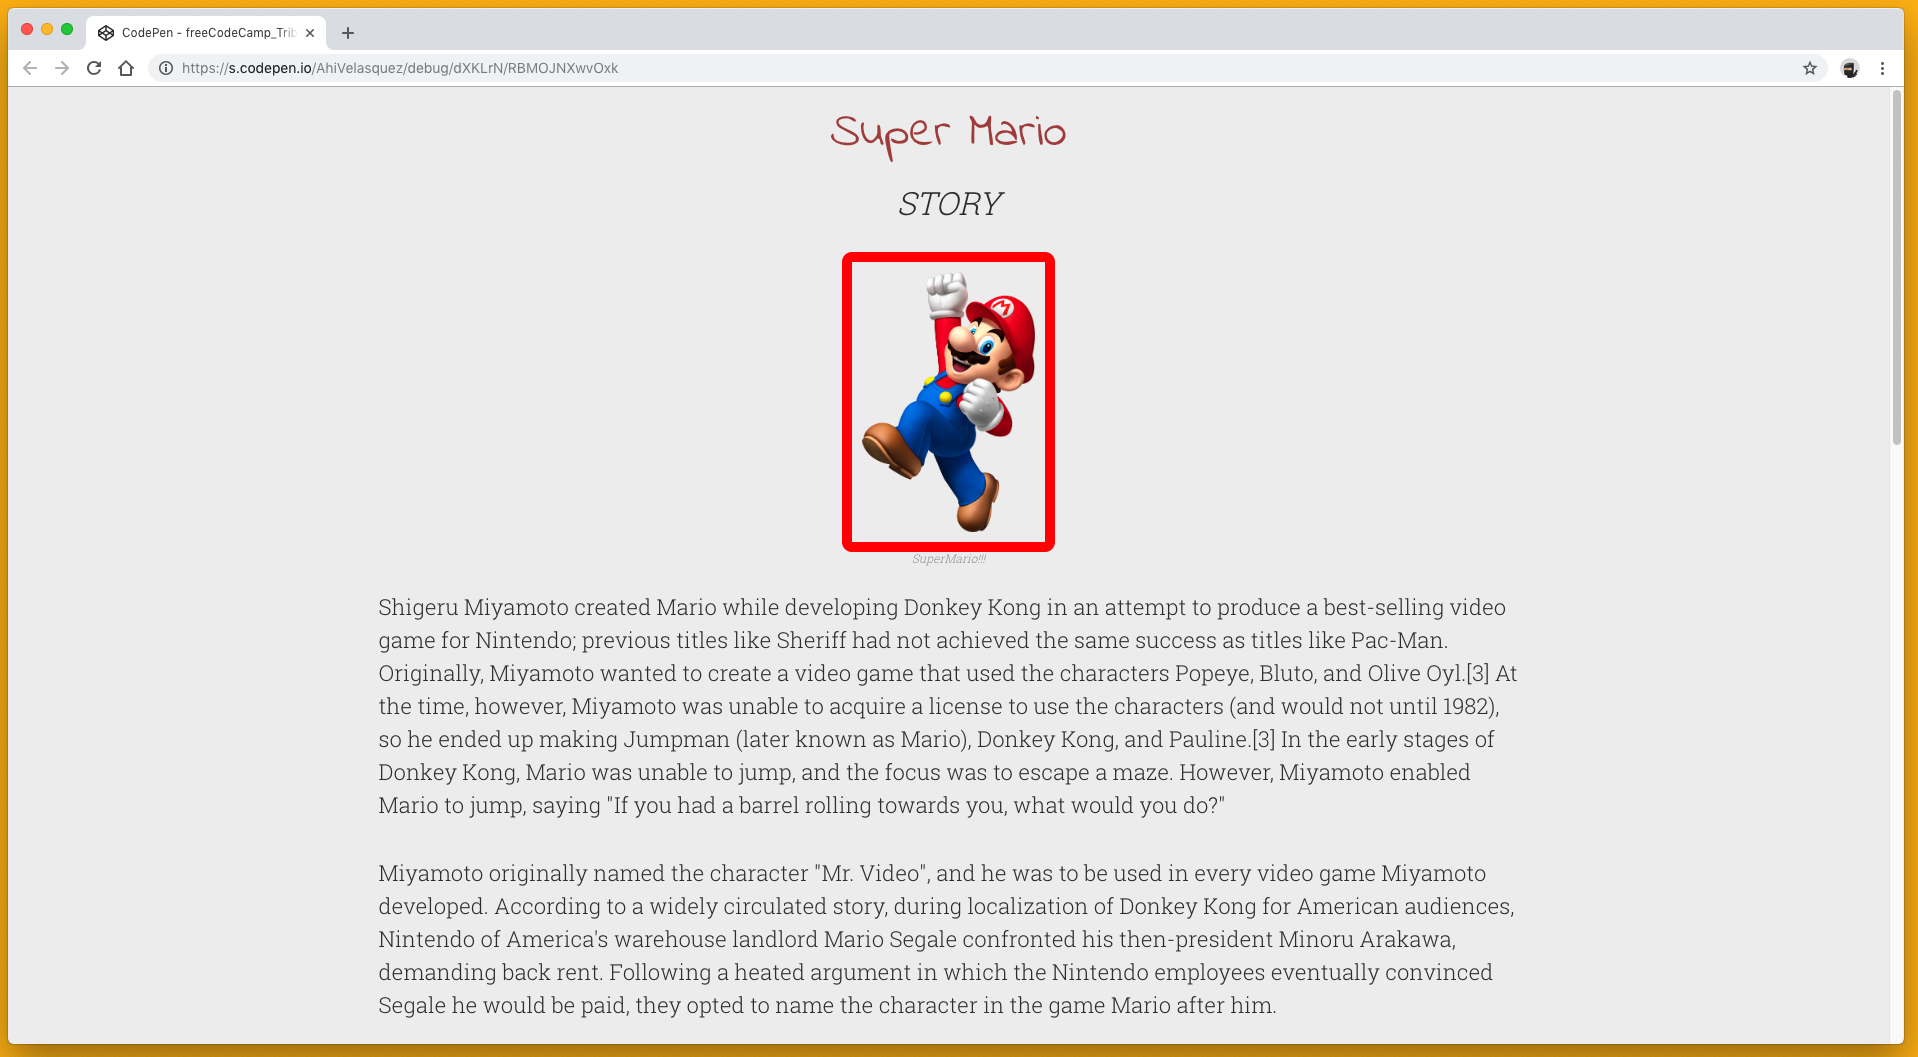 CodePen - freeCodeCamp_Trib
https://s.codepen.io/AhiVelasquez/debug/dXKLrN/RBMOJNXwvOxk
Super Mario
STORY
M
SuperMario!!!
Shigeru Miyamoto created Mario while developing Donkey Kong in an attempt to produce a best-selling video
game for Nintendo; previous titles like Sheriff had not achieved the same success as titles like Pac-Man.
Originally, Miyamoto wanted to create a video game that used the characters Popeye, Bluto, and Olive Oyl.[3] At
the time, however, Miyamoto was unable to acquire a license to use the characters (and would not until 1982),
so he ended up making Jumpman (later known as Mario), Donkey Kong, and Pauline.[3] In the early stages of
Donkey Kong, Mario was unable to jump, and the focus was to escape a maze. However, Miyamoto enabled
Mario to jump, saying "If you had a barrel rolling towards you, what would you do?"
Miyamoto originally named the character "Mr. Video", and he was to be used in every video game Miyamoto
developed. According to a widely circulated story, during localization of Donkey Kong for American audiences,
Nintendo of America's warehouse landlord Mario Segale confronted his then-president Minoru Arakawa,
demanding back rent. Following a heated argument in which the Nintendo employees eventually convinced
Segale he would be paid, they opted to name the character in the game Mario after him.